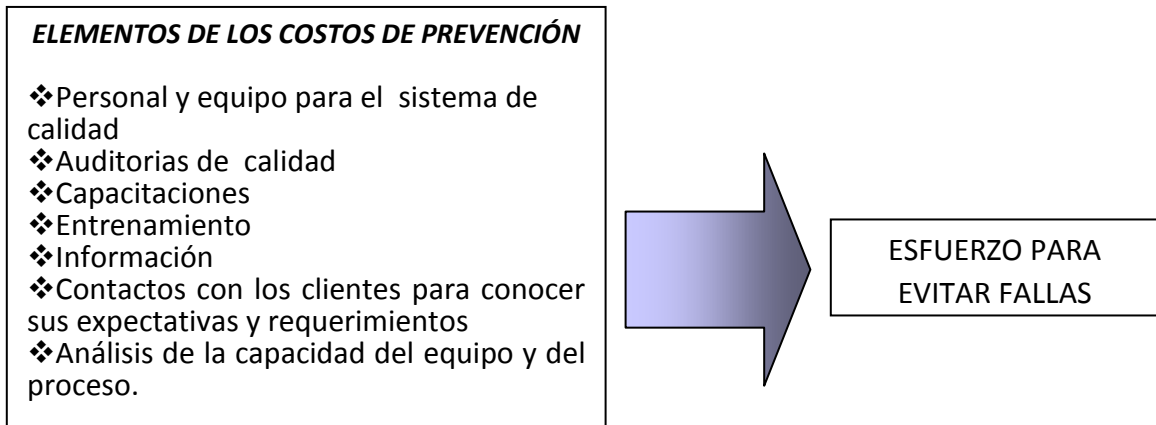 ELEMENTOS DE LOS COSTOS DE PREVENCIÓN
❖Personal y equipo para el sistema de
calidad
❖Auditorias de calidad
❖Capacitaciones
❖Entrenamiento
❖Información
❖Contactos con los clientes para conocer
sus expectativas y requerimientos
❖Análisis de la capacidad del equipo y del
proceso.
ESFUERZO PARA
EVITAR FALLAS